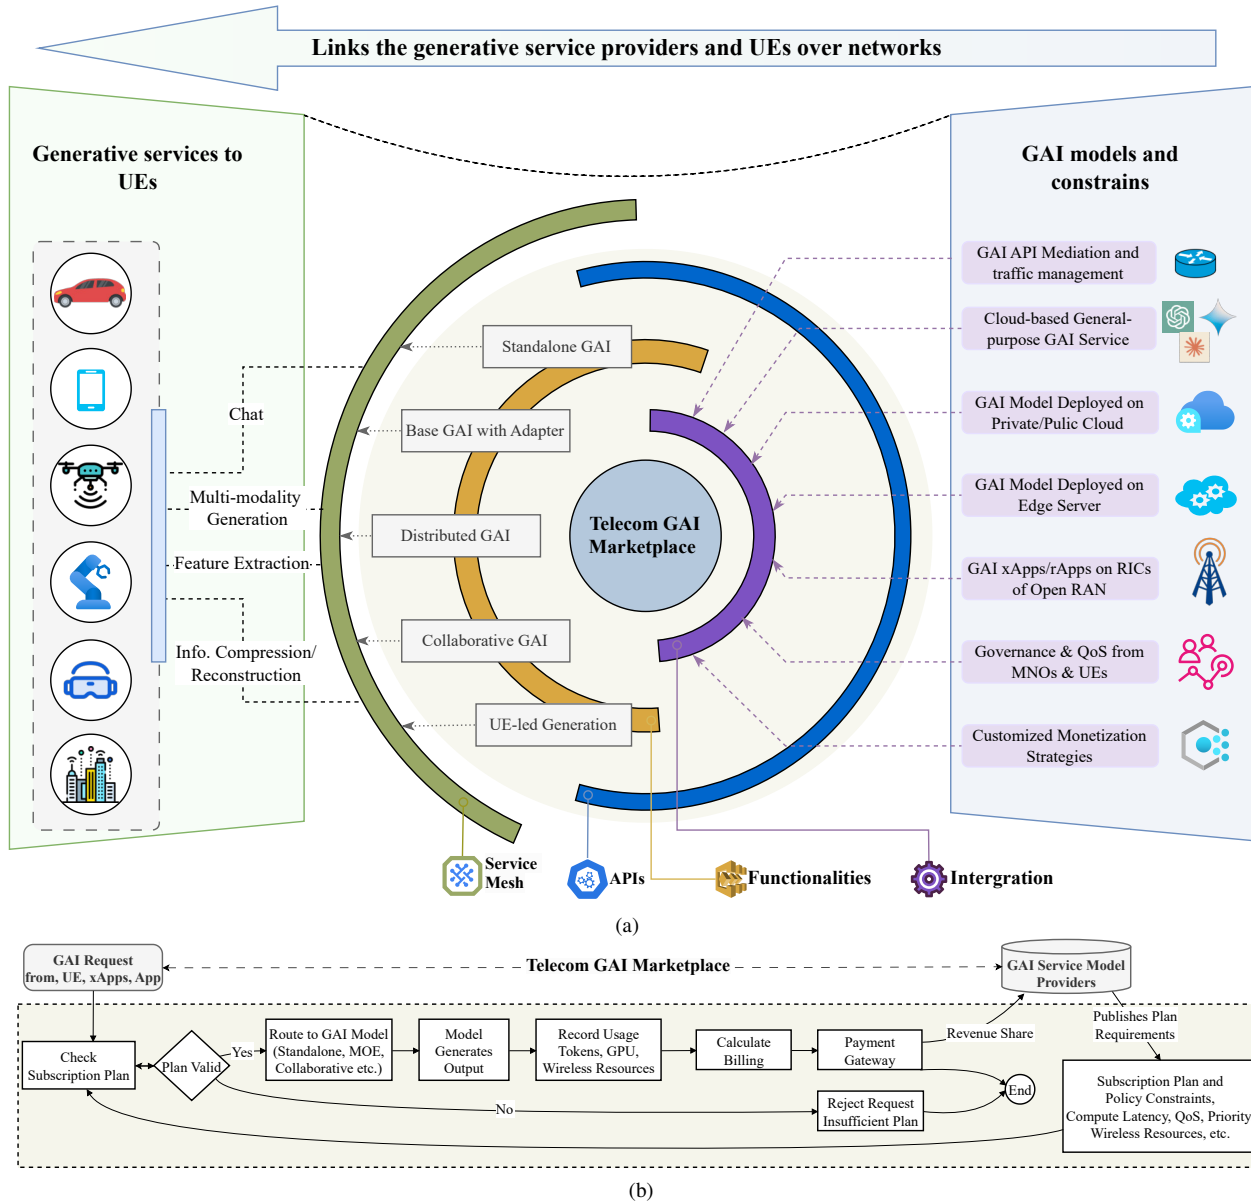 Links the generative service providers and UEs over networks
Generative services to
UEs
GAI models and
constrains
Chat
Multi-modality
Generation
Feature Extraction
Info. Compression/
Reconstruction
Standalone GAI
Base GAI with Adapter
Distributed GAI
Collaborative GAI
UE-led Generation
Telecom GAI
Marketplace
GAI API Mediation and
traffic management
Cloud-based General-
purpose GAI Service
GAI Model Deployed on
Private/Pulic Cloud
GAI Model Deployed on
Edge Server
GAI xApps/rApps on RICs
of Open RAN
Governance & QoS from
MNOs & UEs
Customized Monetization
Strategies
Service
Mesh
APIs
Functionalities
Intergration
(a)
GAI Request
from, UE, xApps, App
Telecom GAI Marketplace
GAI Service Model
Providers
Check
Subscription Plan
Plan Valid
Yes
Route to GAI Model
(Standalone, MOE,
Collaborative etc.)
Model
Generates
Output
Record Usage
Tokens, GPU,
Wireless Resources
Calculate
Billing
Payment
Gateway
Revenue Share
Publishes Plan
Requirements
End
No
Reject Request
Insufficient Plan
Subscription Plan and
Policy Constraints,
Compute Latency, QoS, Priority
Wireless Resources, etc.
(b)